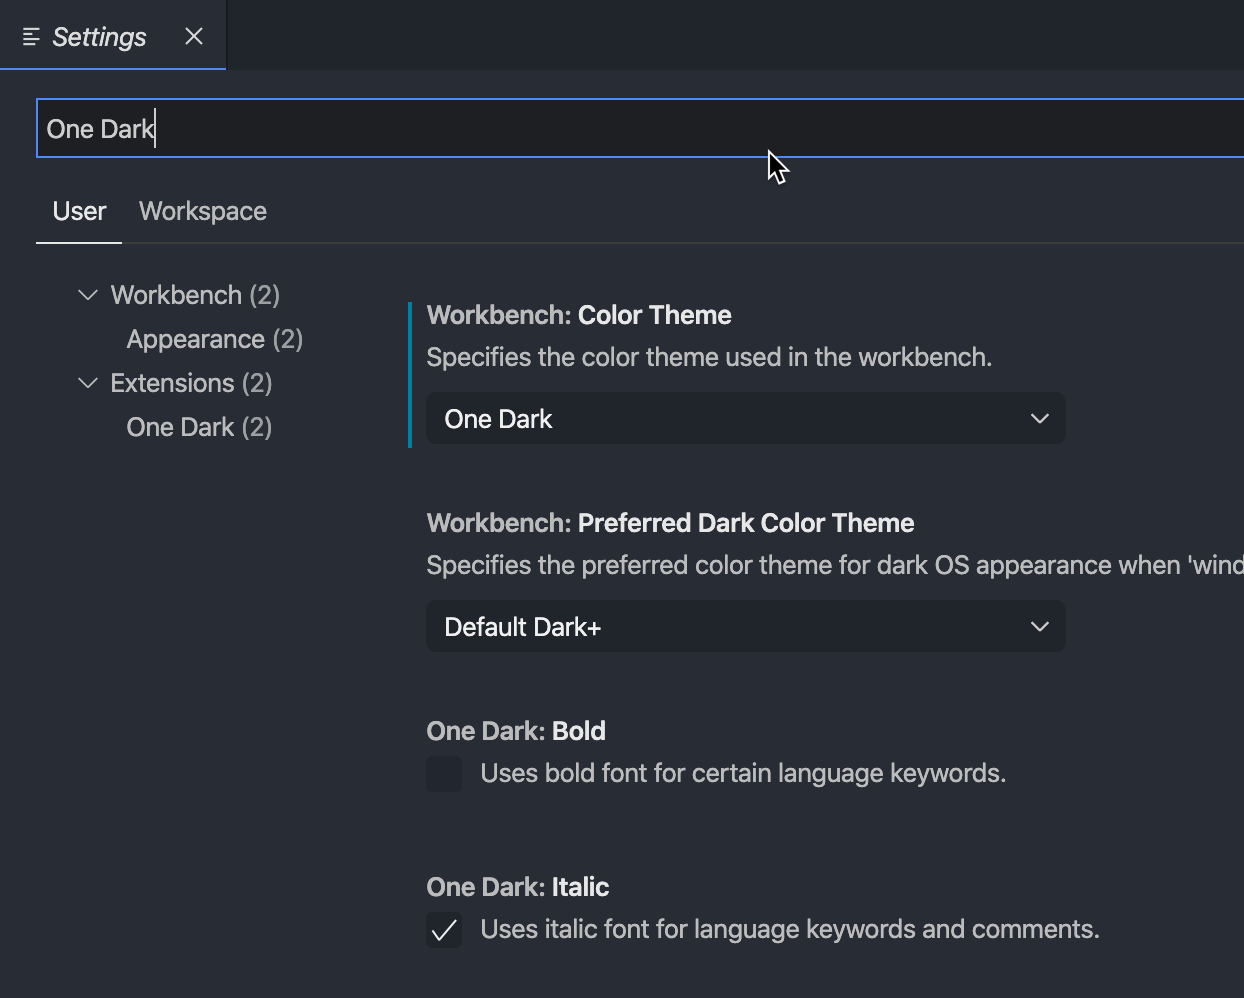 Settings
One Dark
User Workspace
Workbench (2)
Appearance (2)
Extensions (2)
One Dark (2)
Workbench: Color Theme
Specifies the color theme used in the workbench.
One Dark
Workbench: Preferred Dark Color Theme
Specifies the preferred color theme for dark OS appearance when 'wind
Default Dark+
One Dark: Bold
Uses bold font for certain language keywords.
One Dark: Italic
Uses italic font for language keywords and comments.